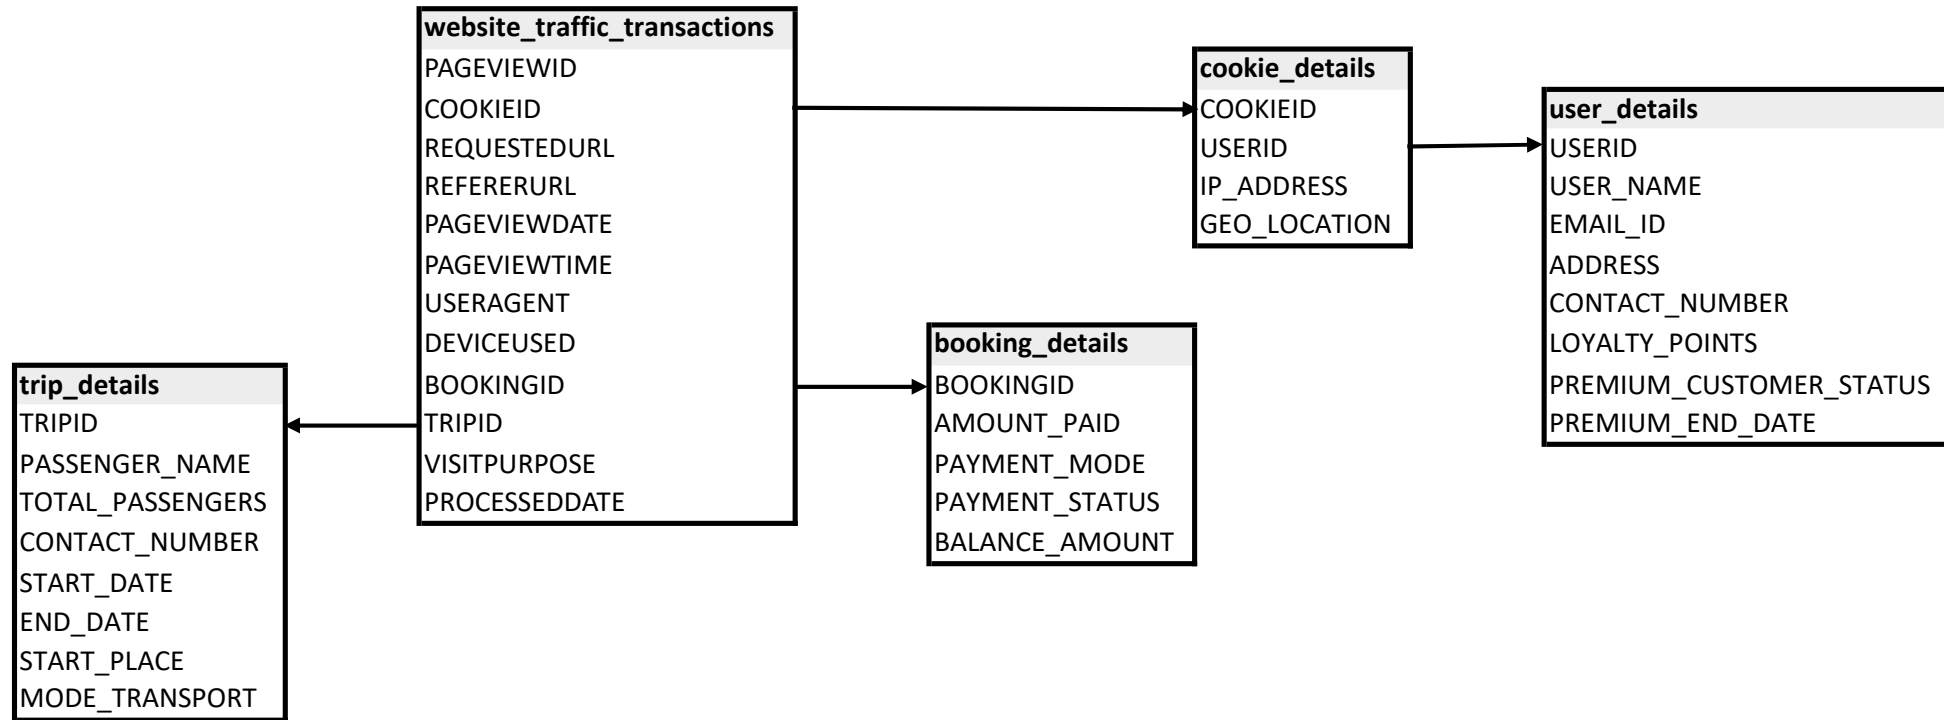 website_traffic_transactions
PAGEVIEWID
COOKIEID
REQUESTEDURL
REFERERURL
PAGEVIEWDATE
PAGEVIEWTIME
USERAGENT
DEVICEUSED
BOOKINGID
TRIPID
VISITPURPOSE
PROCESSEDDATE
cookie_details
COOKIEID
USERID
IP_ADDRESS
GEO_LOCATION
user_details
USERID
USER_NAME
EMAIL_ID
ADDRESS
CONTACT_NUMBER
LOYALTY_POINTS
PREMIUM_CUSTOMER_STATUS
PREMIUM_END_DATE
booking_details
BOOKINGID
AMOUNT_PAID
PAYMENT_MODE
PAYMENT_STATUS
BALANCE_AMOUNT
trip_details
TRIPID
PASSENGER_NAME
TOTAL_PASSENGERS
CONTACT_NUMBER
START_DATE
END_DATE
START_PLACE
MODE_TRANSPORT